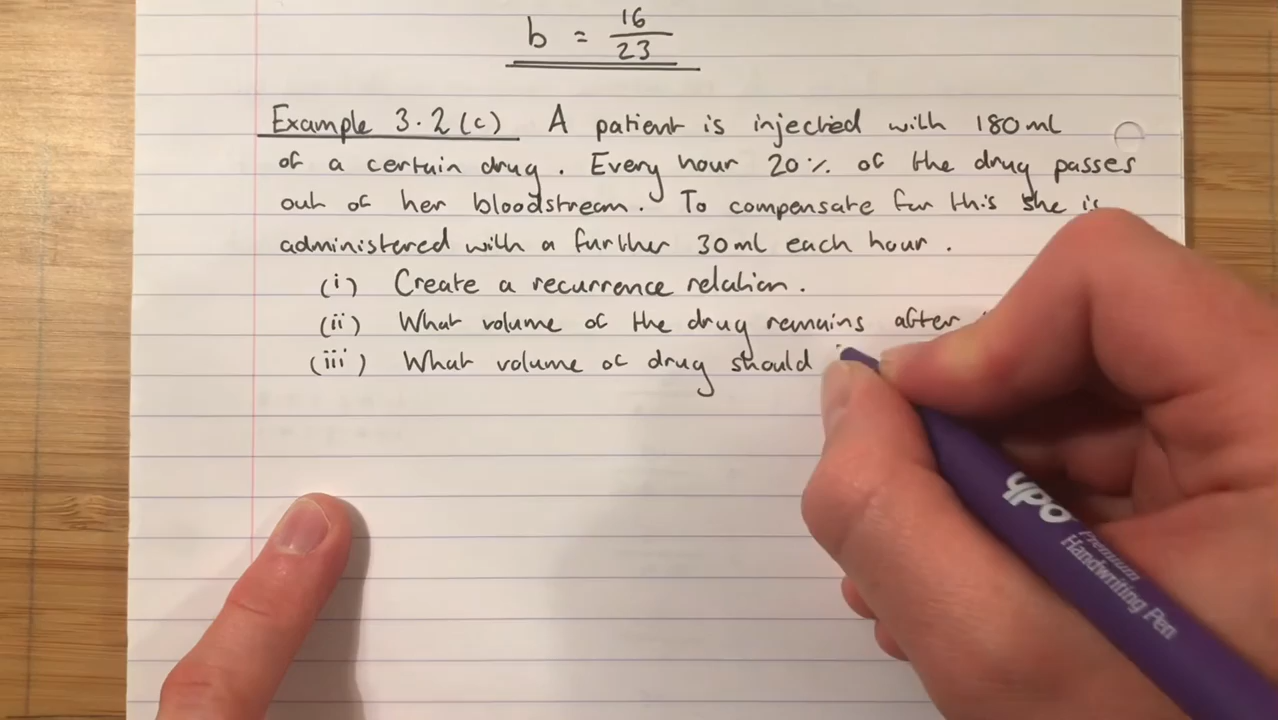 b = 16/23
Example 3.2(c) A patient is injected with 180ml
of a certain drug. Every hour 20% of the drug passes
out of her bloodstream. To compensate for this she is
administered with a further 30ml each hour.
(i) Create a recurrence relation.
(ii) What volume of the drug remains after
(iii) What volume of drug should
ypo
Premium
Handwriting Pen